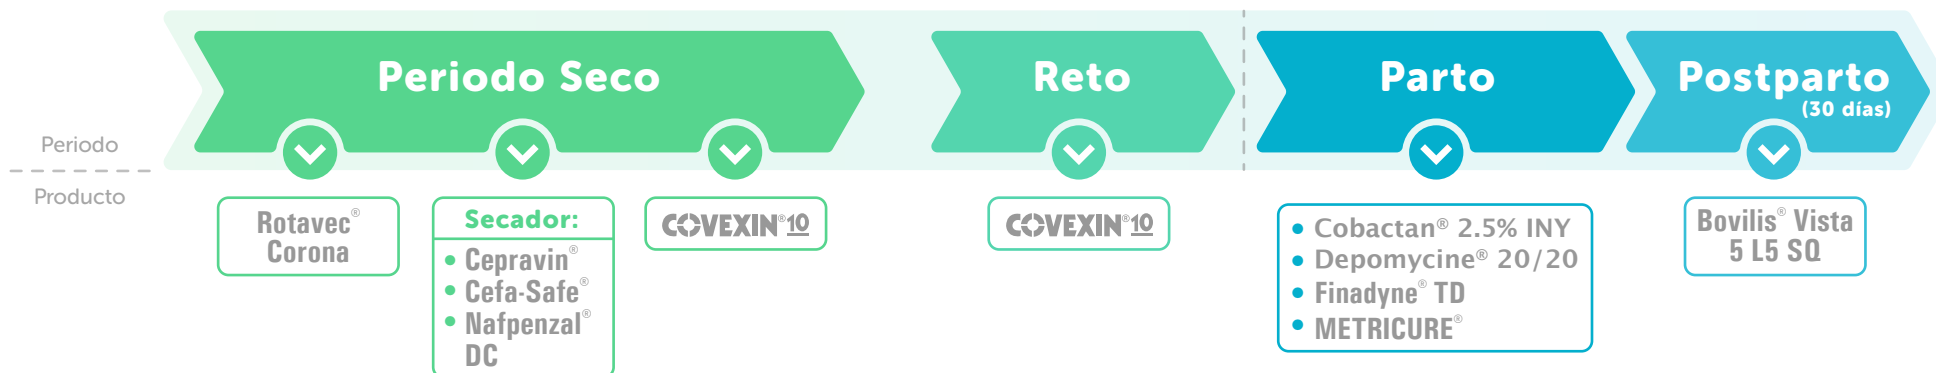 Periodo Seco
Reto
Parto
Postparto
(30 días)
Periodo
Producto
Rotavec®
Corona
Secador:
• Cepravin®
• Cefa-Safe®
• Nafpenzal®
DC
COVEXIN®10
COVEXIN®10
• Cobactan® 2.5% INY
• Depomycine® 20/20
• Finadyne® TD
• METRICURE®
Bovilis® Vista
5 L5 SQ